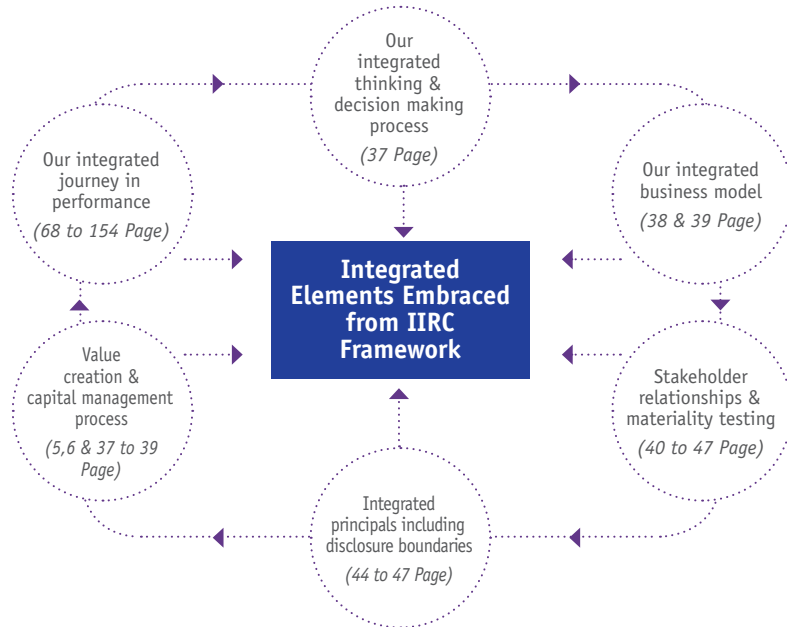 Our
integrated
thinking &
decision making
process
(37 Page)
Our integrated
journey in
performance
(68 to 154 Page)
Our integrated
business model
(38 & 39 Page)
Integrated
Elements Embraced
from IIRC
Framework
Value
creation &
capital management
process
(5,6 & 37 to 39
Page)
Stakeholder
relationships &
materiality testing
(40 to 47 Page)
Integrated
principals including
disclosure boundaries
(44 to 47 Page)